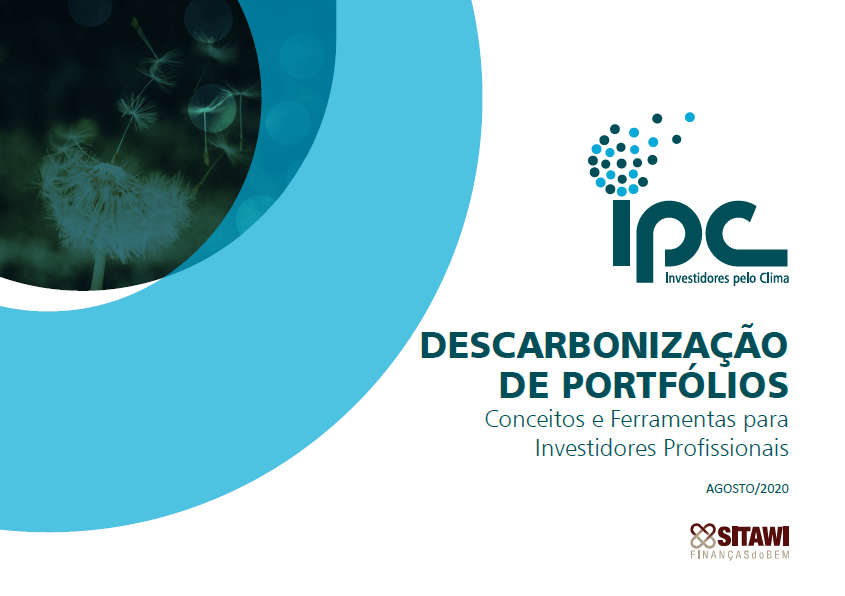 ipc
Investidores pelo Clima
DESCARBONIZAÇÃO
DE PORTFÓLIOS
Conceitos e Ferramentas para
Investidores Profissionais
AGOSTO/2020
SITAWI
FINANÇASdoBEM